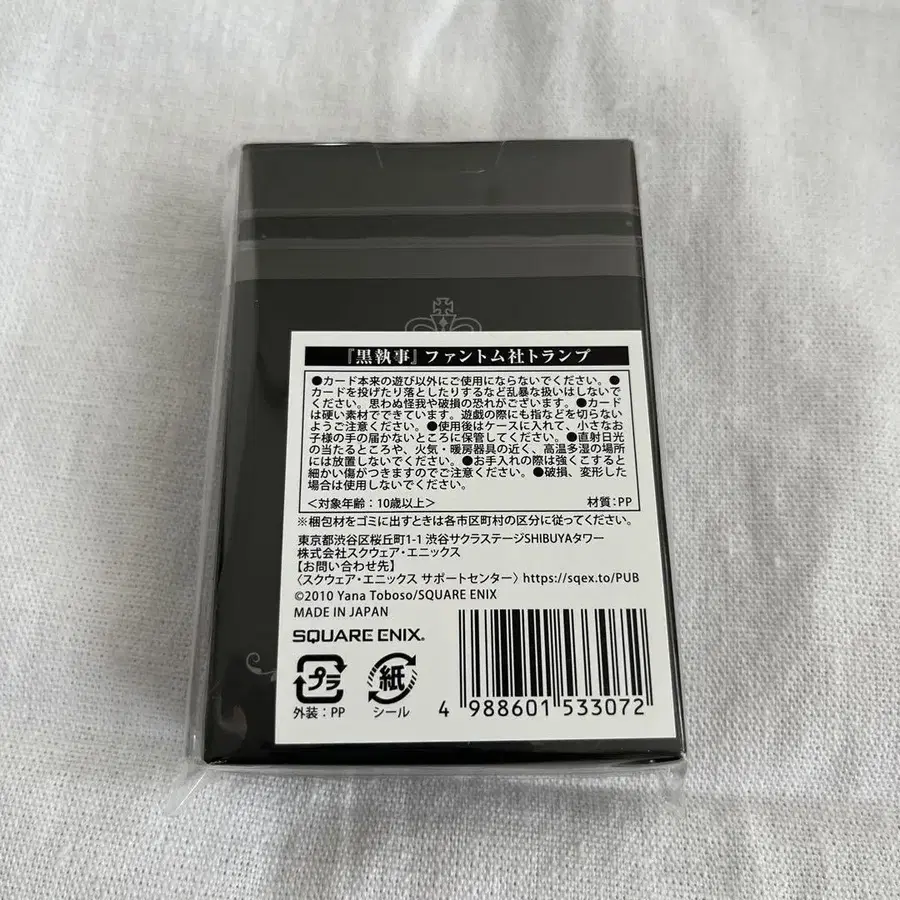 『黒執事』ファントム社トランプ
●カード本来の遊び以外にご使用にならないでください。●
カードを投げたり落としたりするなど乱暴な扱いはしないで
ください。思わぬ怪我や破損の恐れがございます。●カード
は硬い素材でできています。遊戯の際にも指などを切らない
ようご注意ください。●使用後はケースに入れて、小さなお
子様の手の届かないところに保管してください。●直射日光
の当たるところや、火気・暖房器具の近く、高温多湿の場所
には放置しないでください。●お手入れの際は強くこすると
細かい傷がつきますのでご注意ください。●破損、変形した
場合は使用しないでください。
＜対象年齢：10歳以上＞ 材質：PP
※梱包材をゴミに出すときは各市区町村の区分に従ってください。
東京都渋谷区桜丘町1-1 渋谷サクラステージSHIBUYAタワー
株式会社スクウェア・エニックス
【お問い合わせ先】
〈スクウェア・エニックス サポートセンター〉https://sqex.to/PUB
©2010 Yana Toboso/SQUARE ENIX
MADE IN JAPAN
SQUARE ENIX.
プラ 紙
外装：PP シール
4 988601 533072